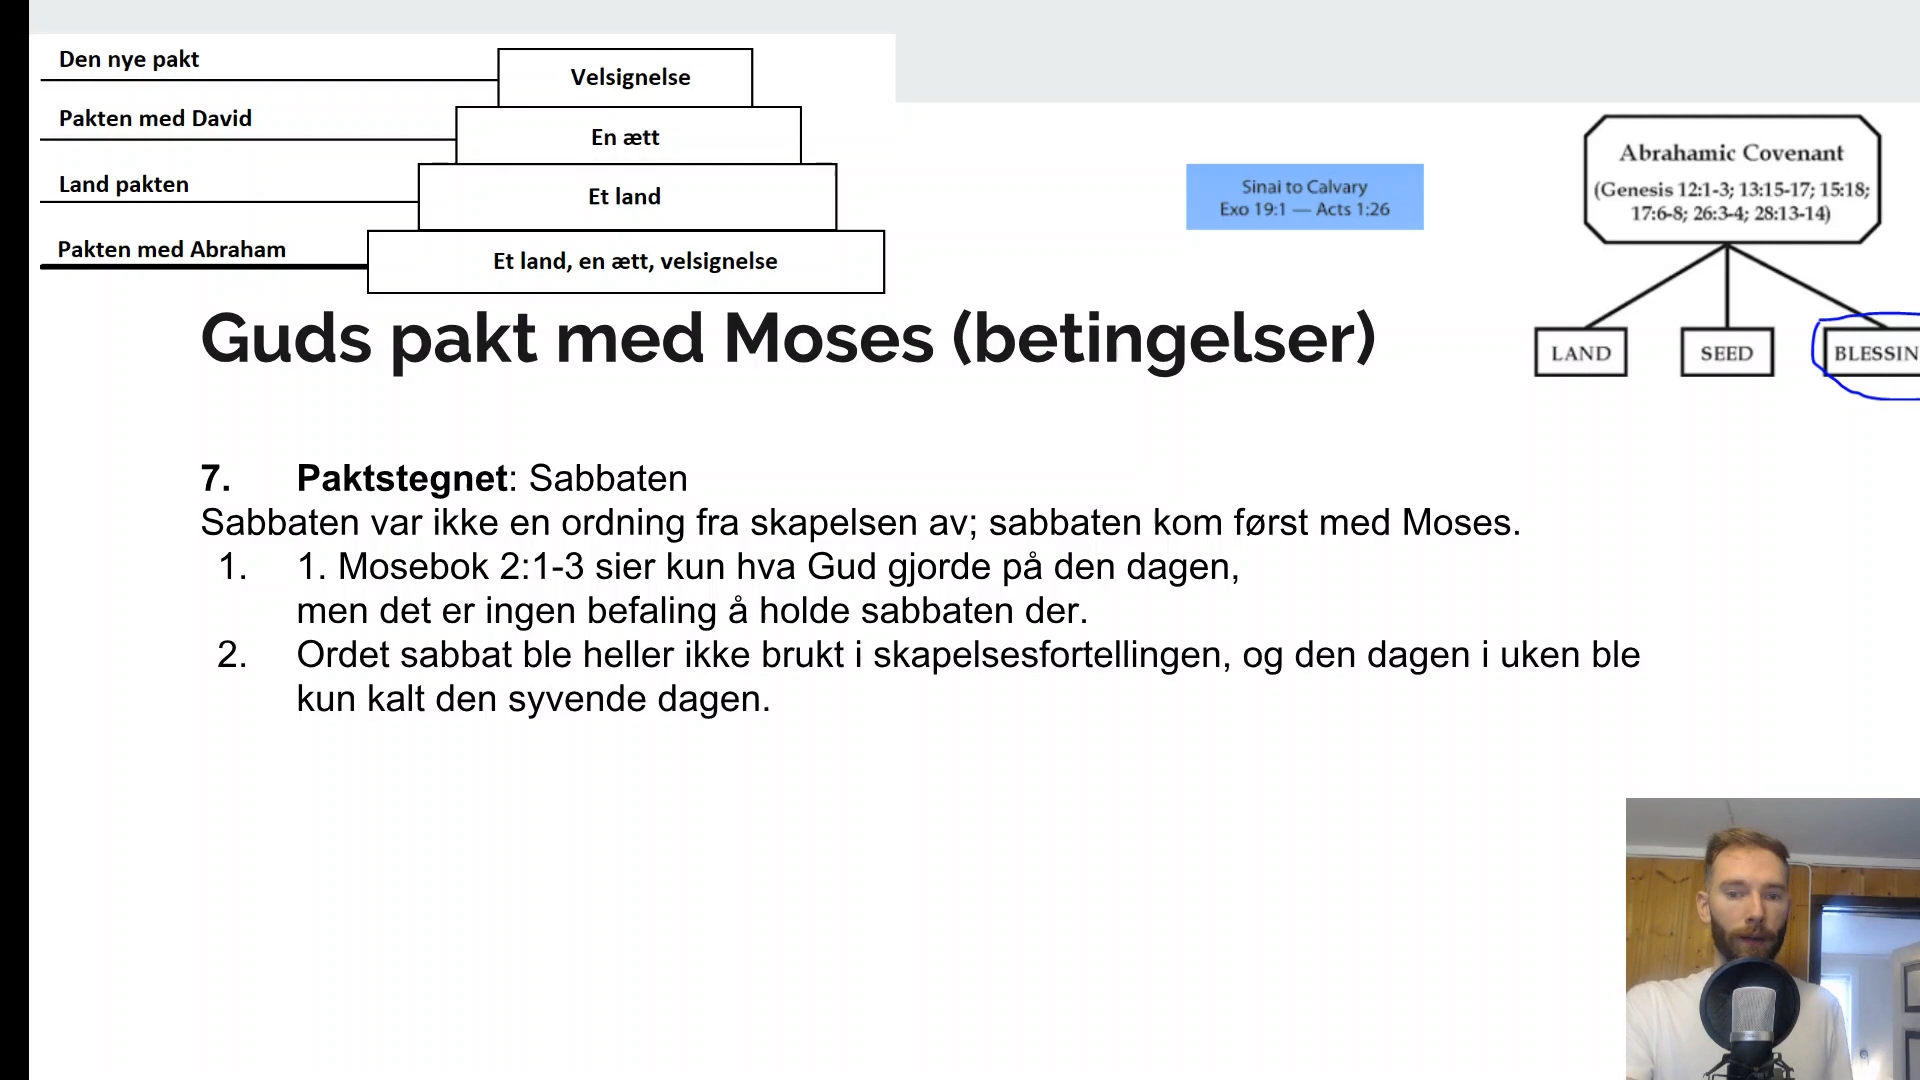 Den nye pakt
Velsignelse
Pakten med David
En ætt
Land pakten
Et land
Pakten med Abraham
Et land, en ætt, velsignelse
Sinai to Calvary
Exo 19:1 — Acts 1:26
Abrahamic Covenant
(Genesis 12:1-3; 13:15-17; 15:18;
17:6-8; 26:3-4; 28:13-14)
LAND
SEED
BLESSIN
Guds pakt med Moses (betingelser)
7. Paktstegnet: Sabbaten
Sabbaten var ikke en ordning fra skapelsen av; sabbaten kom først med Moses.
1. 1. Mosebok 2:1-3 sier kun hva Gud gjorde på den dagen,
men det er ingen befaling å holde sabbaten der.
2. Ordet sabbat ble heller ikke brukt i skapelsesfortellingen, og den dagen i uken ble
kun kalt den syvende dagen.